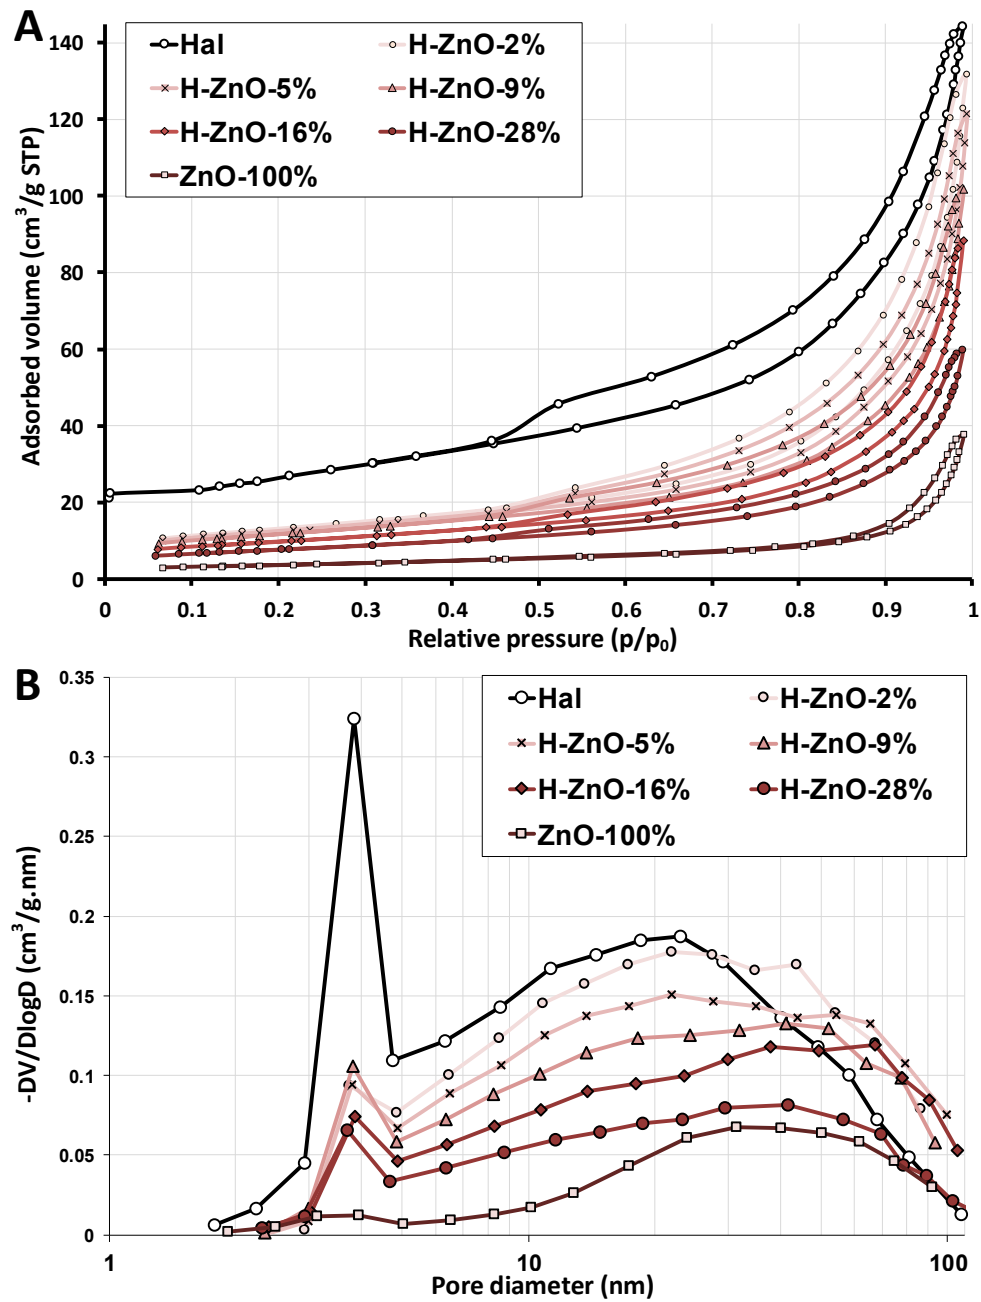 A
Hal
H-ZnO-2%
H-ZnO-5%
H-ZnO-9%
H-ZnO-16%
H-ZnO-28%
ZnO-100%
Adsorbed volume (cm³/g STP)
140
120
100
80
60
40
20
0
0 0.1 0.2 0.3 0.4 0.5 0.6 0.7 0.8 0.9 1
Relative pressure (p/p₀)
B
Hal
H-ZnO-2%
H-ZnO-5%
H-ZnO-9%
H-ZnO-16%
H-ZnO-28%
ZnO-100%
-DV/DlogD (cm³/g.nm)
0.35
0.3
0.25
0.2
0.15
0.1
0.05
0
1 10 100
Pore diameter (nm)